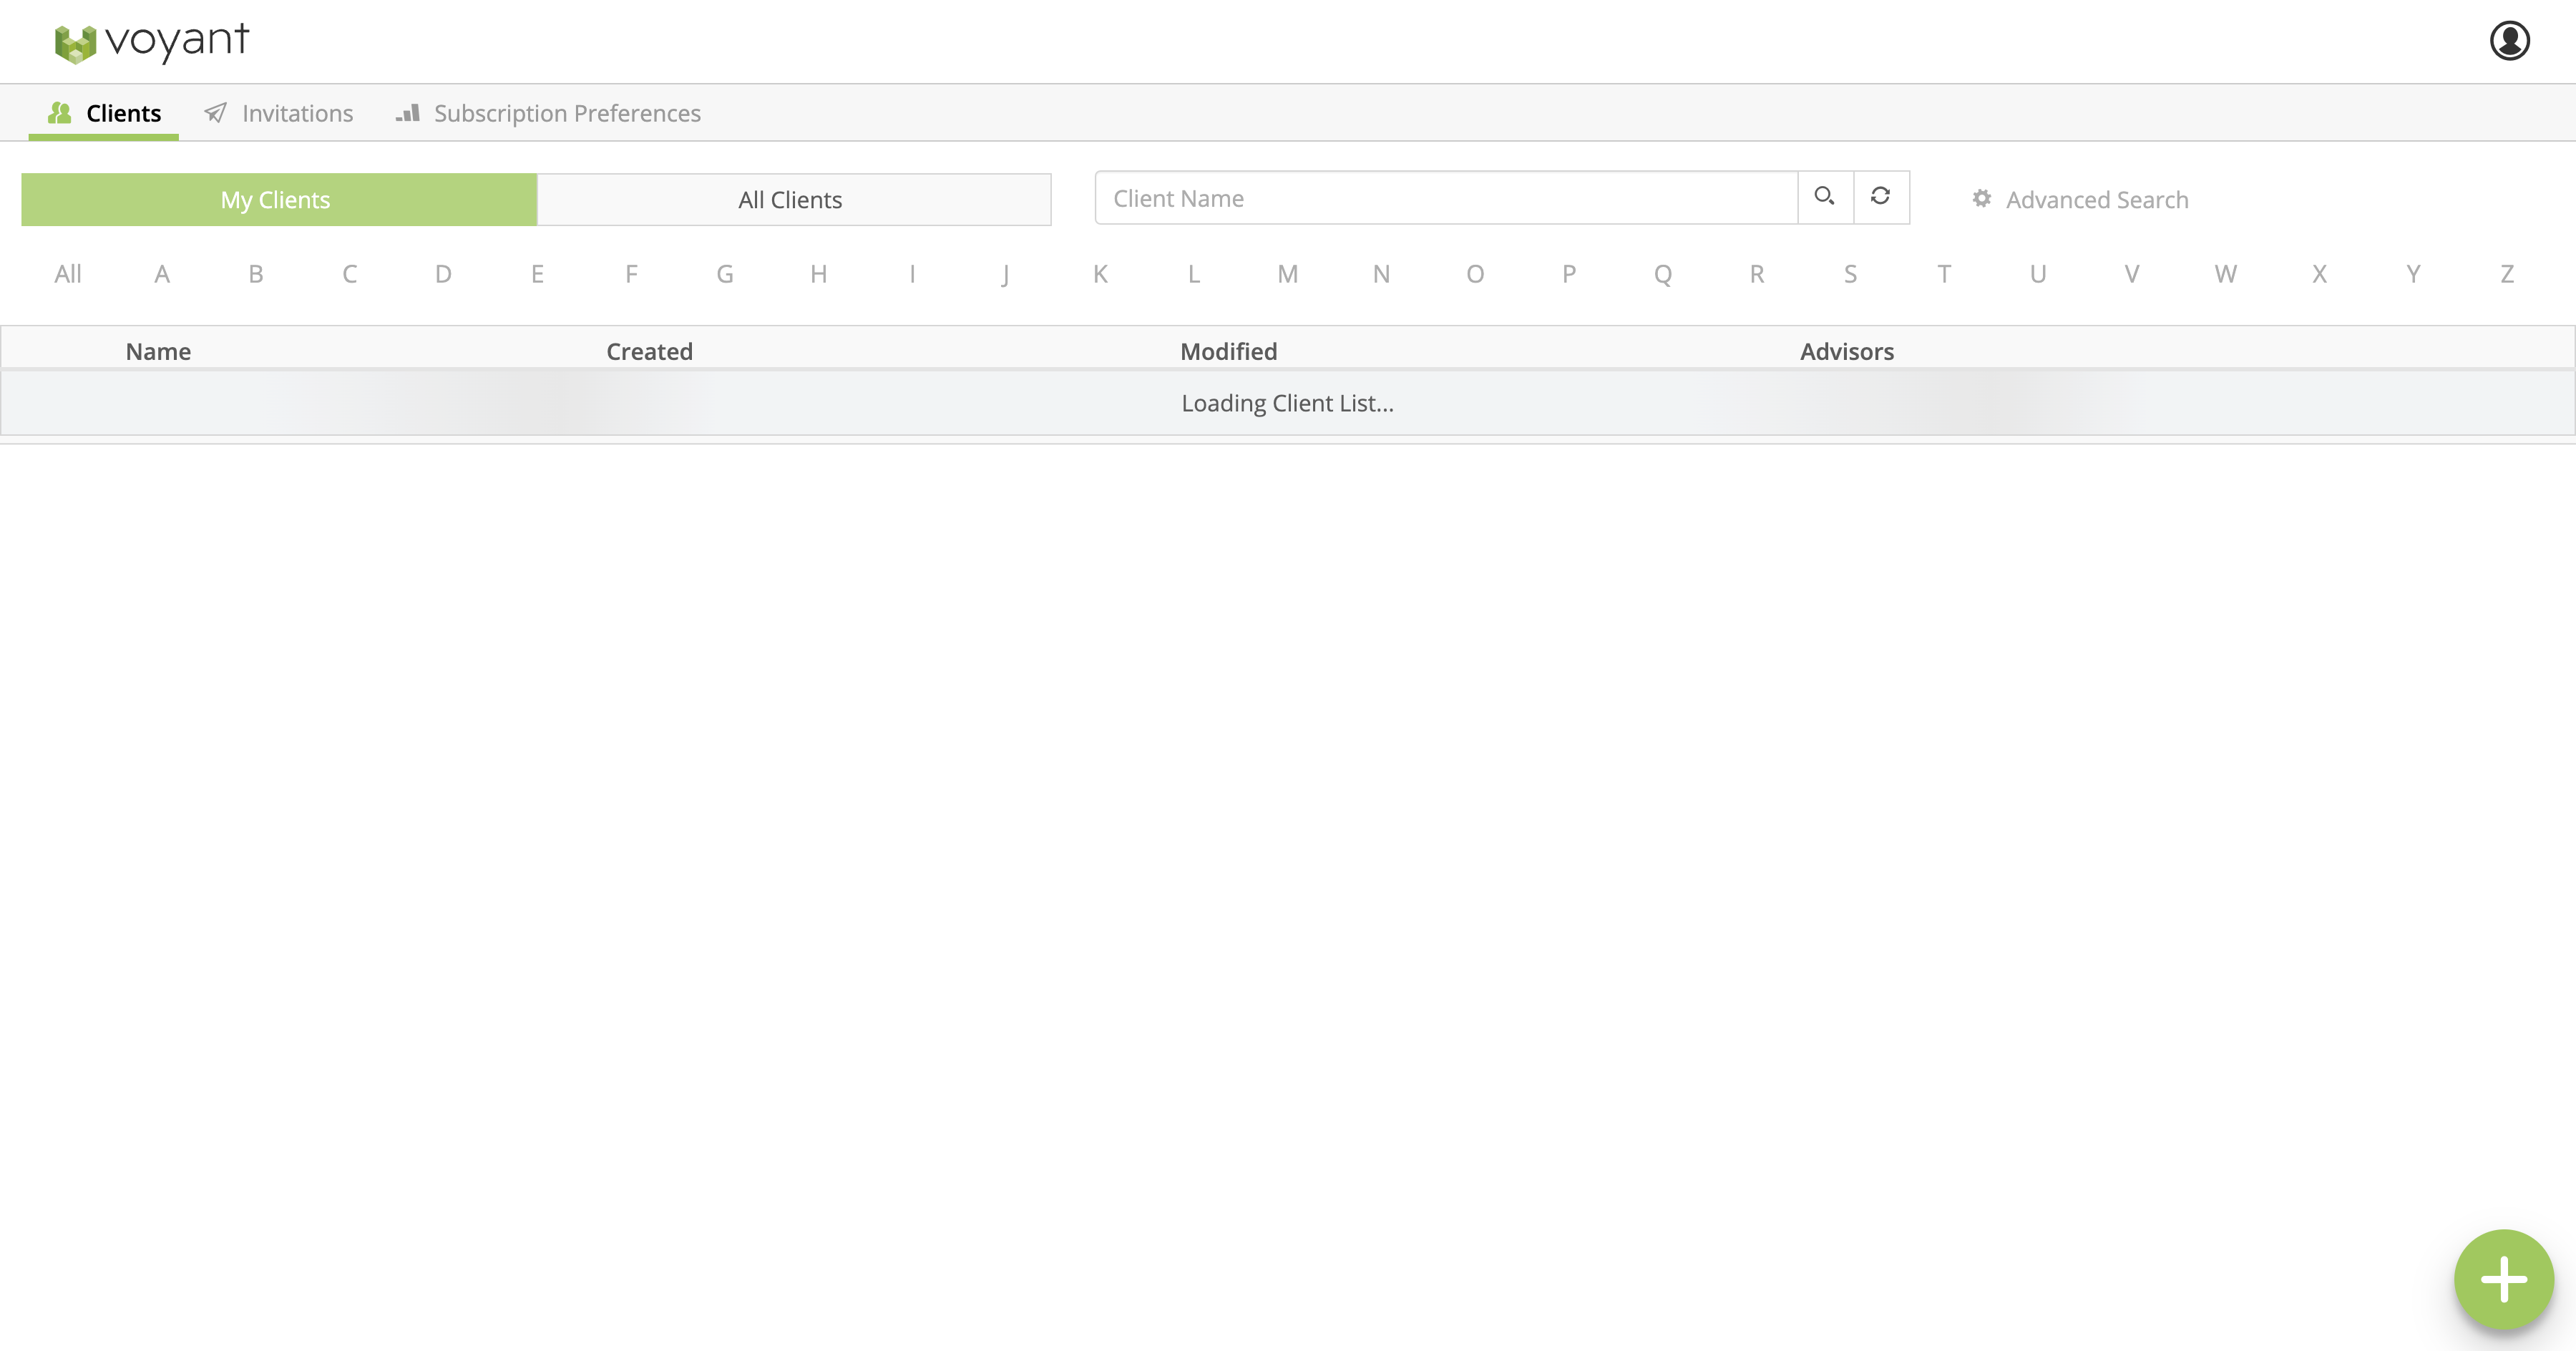 voyant
Clients Invitations Subscription Preferences
My Clients All Clients Client Name Advanced Search
All A B C D E F G H I J K L M N O P Q R S T U V W X Y Z
Name Created Modified Advisors
Loading Client List...